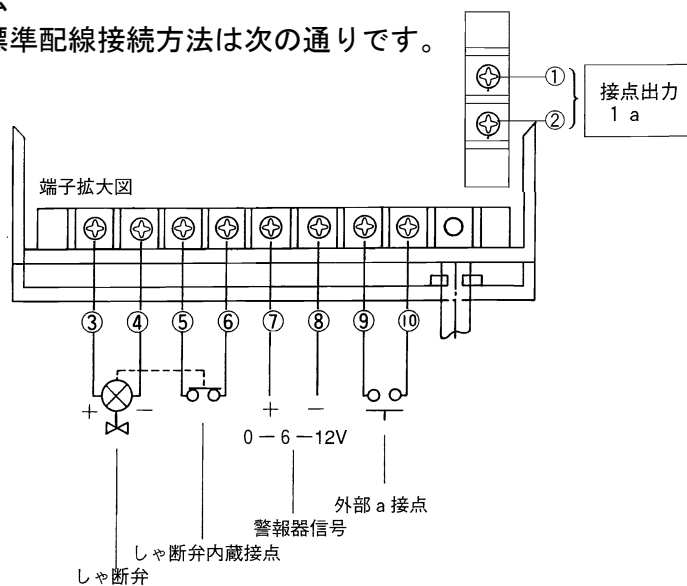 標準配線接続方法は次の通りです。
①
②
接点出力
1 a
端子拡大図
③ ④ ⑤ ⑥ ⑦ ⑧ ⑨ ⑩
+ − + −
0－6－12V
外部a接点
警報器信号
しゃ断弁内蔵接点
しゃ断弁